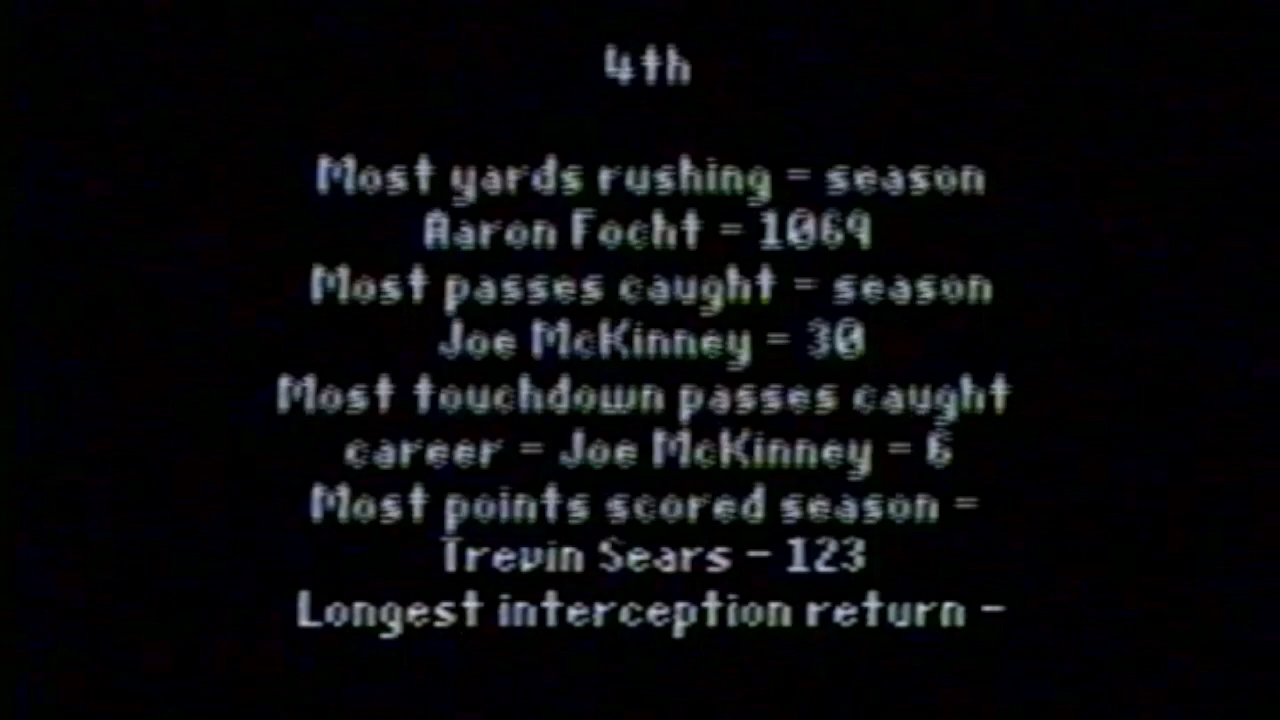 4th
Most yards rushing - season
Aaron Focht - 1069
Most passes caught - season
Joe McKinney - 30
Most touchdown passes caught
career - Joe McKinney - 6
Most points scored season -
Trevin Sears - 123
Longest interception return -